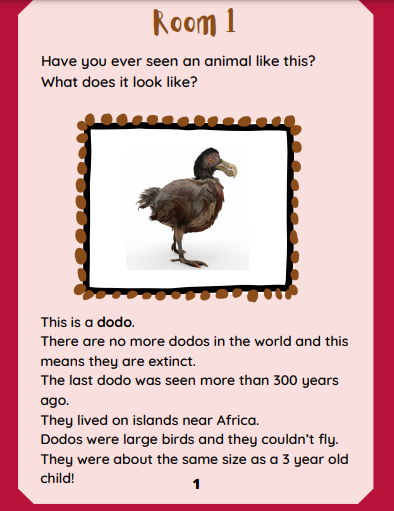 Room 1
Have you ever seen an animal like this?
What does it look like?
This is a dodo.
There are no more dodos in the world and this
means they are extinct.
The last dodo was seen more than 300 years
ago.
They lived on islands near Africa.
Dodos were large birds and they couldn't fly.
They were about the same size as a 3 year old
child!
1